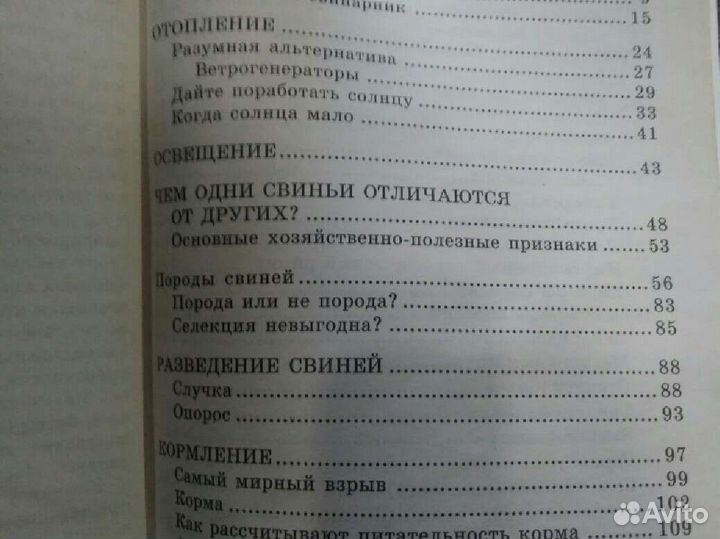 свинарник 15
ОТОПЛЕНИЕ 24
Разумная альтернатива 27
Ветрогенераторы 29
Дайте поработать солнцу 33
Когда солнца мало 41
ОСВЕЩЕНИЕ 43
ЧЕМ ОДНИ СВИНЬИ ОТЛИЧАЮТСЯ
ОТ ДРУГИХ? 48
Основные хозяйственно-полезные признаки 53
Породы свиней 56
Порода или не порода? 83
Селекция невыгодна? 85
РАЗВЕДЕНИЕ СВИНЕЙ 88
Случка 88
Опорос 93
КОРМЛЕНИЕ 97
Самый мирный взрыв 99
Корма 102
Как рассчитывают питательность корма 109
Avito